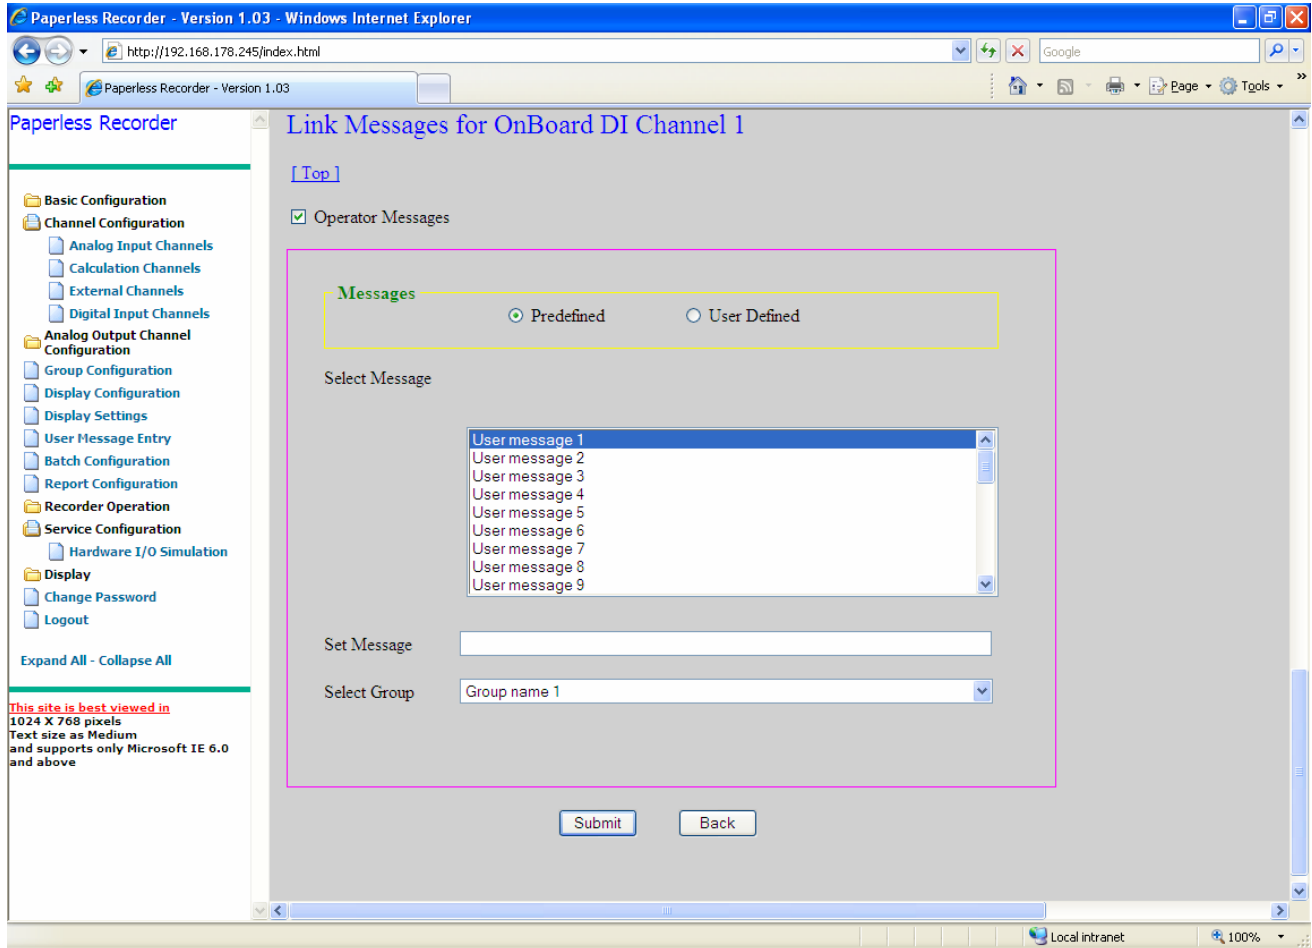 Paperless Recorder - Version 1.03 - Windows Internet Explorer
http://192.168.178.245/index.html
Google
Paperless Recorder - Version 1.03
Page
Tools
Paperless Recorder
Basic Configuration
Channel Configuration
Analog Input Channels
Calculation Channels
External Channels
Digital Input Channels
Analog Output Channel
Configuration
Group Configuration
Display Configuration
Display Settings
User Message Entry
Batch Configuration
Report Configuration
Recorder Operation
Service Configuration
Hardware I/O Simulation
Display
Change Password
Logout
Expand All - Collapse All
This site is best viewed in
1024 X 768 pixels
Text size as Medium
and supports only Microsoft IE 6.0
and above
Link Messages for OnBoard DI Channel 1
[ Top ]
Operator Messages
Messages
Predefined
User Defined
Select Message
User message 1
User message 2
User message 3
User message 4
User message 5
User message 6
User message 7
User message 8
User message 9
Set Message
Select Group
Group name 1
Submit
Back
Local intranet
100%